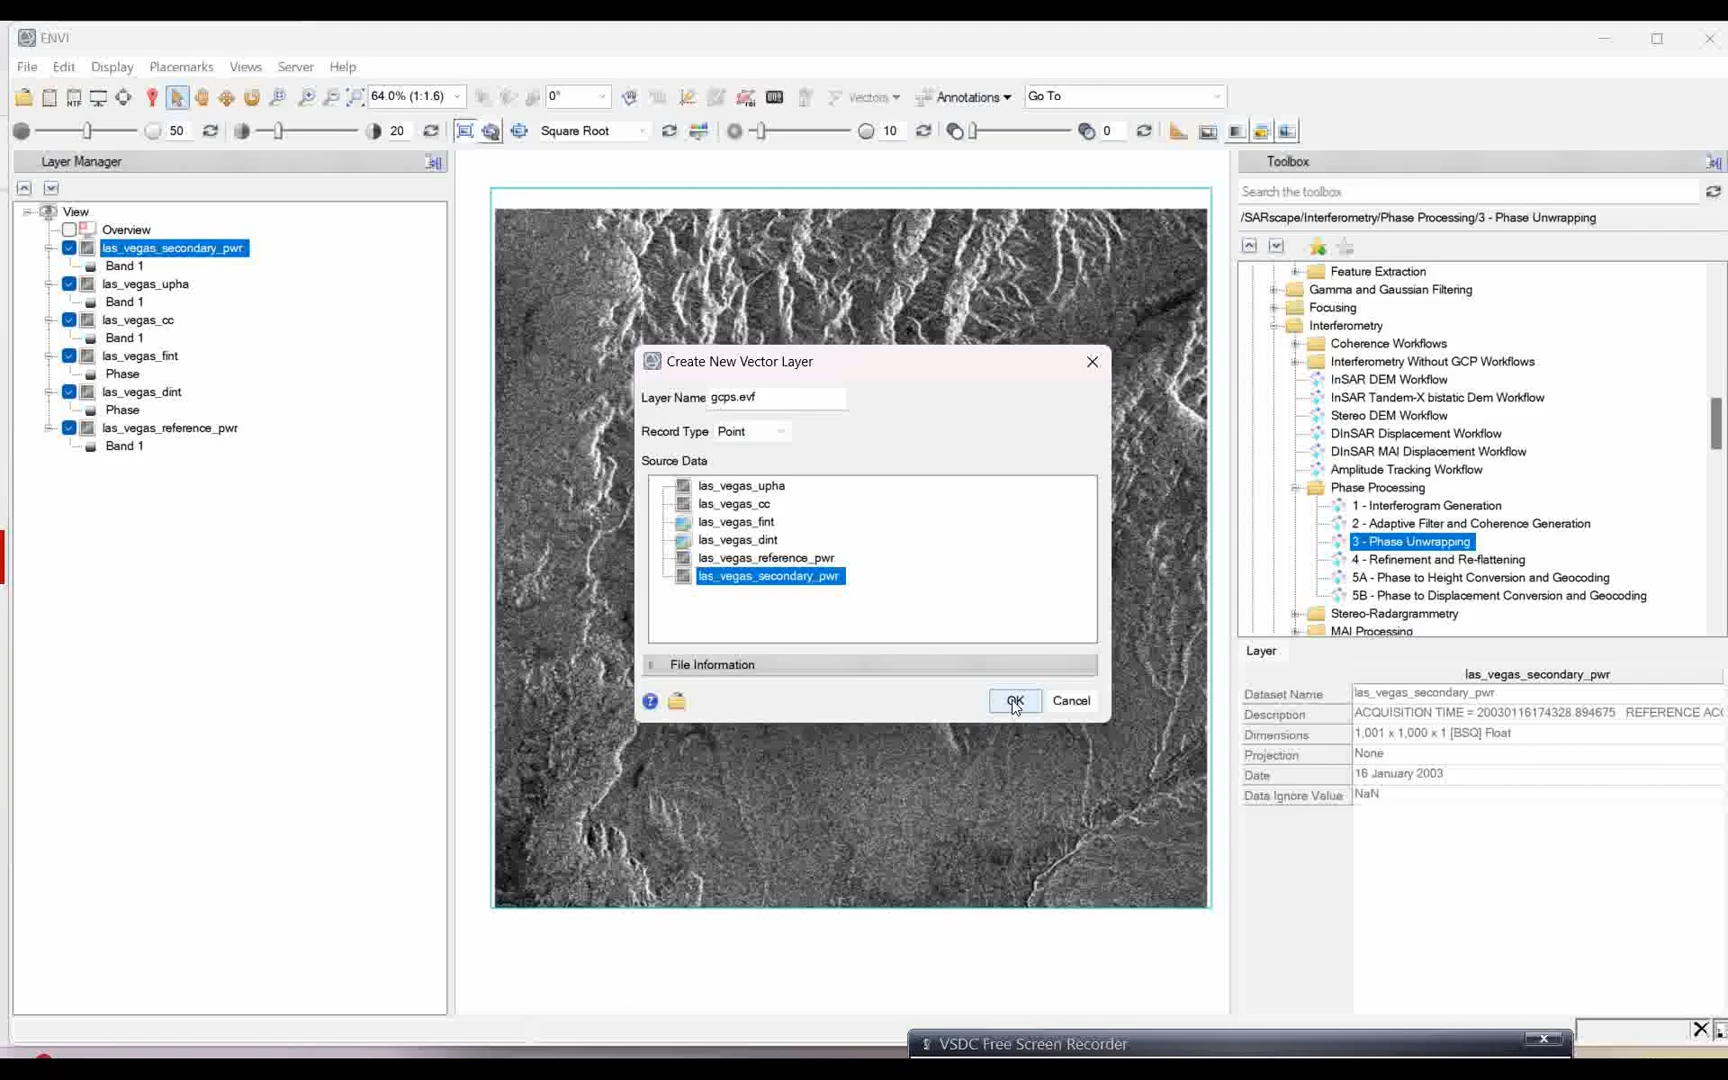 ENVI
File Edit Display Placemarks Views Server Help
64.0% (1:1.6) 0° Vectors Annotations Go To
50 20 Square Root 10 0
Layer Manager
View
Overview
las_vegas_secondary_pwr
Band 1
las_vegas_upha
Band 1
las_vegas_cc
Band 1
las_vegas_fint
Phase
las_vegas_dint
Phase
las_vegas_reference_pwr
Band 1
Create New Vector Layer
Layer Name gcps.evf
Record Type Point
Source Data
las_vegas_upha
las_vegas_cc
las_vegas_fint
las_vegas_dint
las_vegas_reference_pwr
las_vegas_secondary_pwr
File Information
OK Cancel
Toolbox
Search the toolbox
/SARscape/Interferometry/Phase Processing/3 - Phase Unwrapping
Feature Extraction
Gamma and Gaussian Filtering
Focusing
Interferometry
Coherence Workflows
Interferometry Without GCP Workflows
InSAR DEM Workflow
InSAR Tandem-X bistatic Dem Workflow
Stereo DEM Workflow
DInSAR Displacement Workflow
DInSAR MAI Displacement Workflow
Amplitude Tracking Workflow
Phase Processing
1 - Interferogram Generation
2 - Adaptive Filter and Coherence Generation
3 - Phase Unwrapping
4 - Refinement and Re-flattening
5A - Phase to Height Conversion and Geocoding
5B - Phase to Displacement Conversion and Geocoding
Stereo-Radargrammetry
MAI Processing
Layer
las_vegas_secondary_pwr
Dataset Name las_vegas_secondary_pwr
Description ACQUISITION TIME = 20030116174328.894675 REFERENCE ACC
Dimensions 1,001 x 1,000 x 1 [BSQ] Float
Projection None
Date 16 January 2003
Data Ignore Value NaN
VSDC Free Screen Recorder